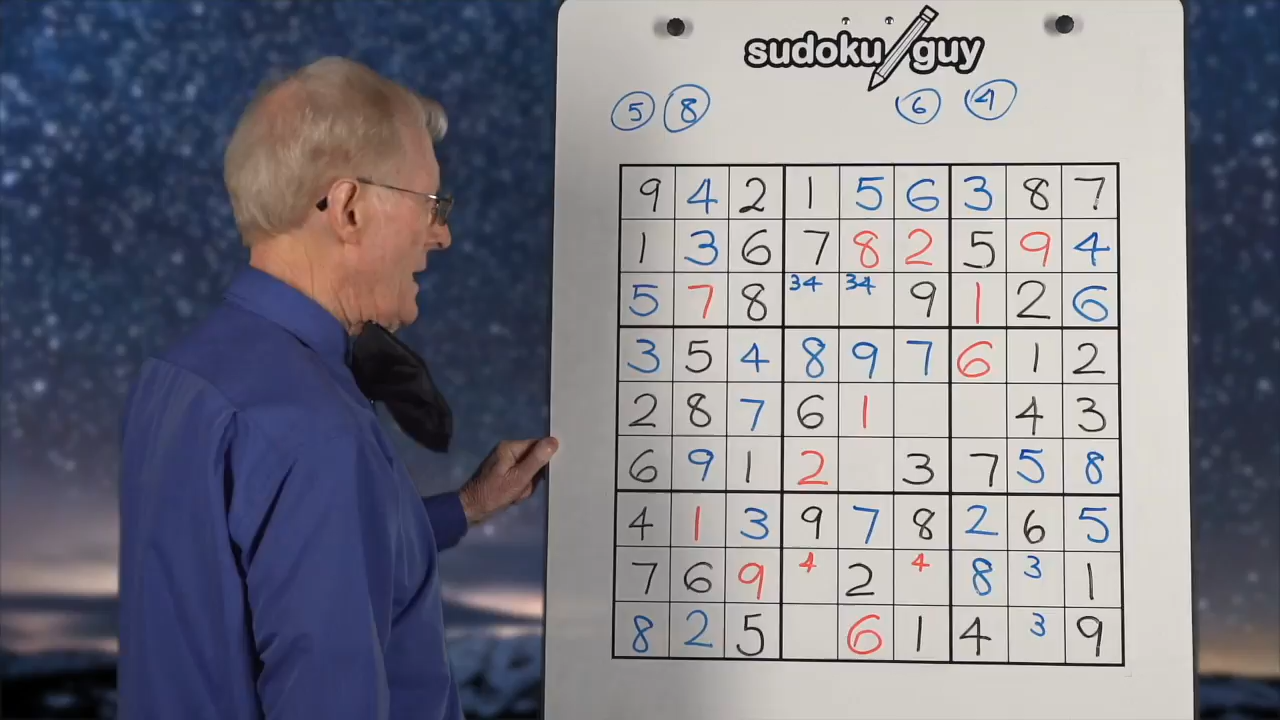 sudoku guy
5 8 6 4
9 4 2 1 5 6 3 8 7
1 3 6 7 8 2 5 9 4
5 7 8 34 34 9 1 2 6
3 5 4 8 9 7 6 1 2
2 8 7 6 1 4 3
6 9 1 2 3 7 5 8
4 1 3 9 7 8 2 6 5
7 6 9 4 2 4 8 3 1
8 2 5 6 1 4 3 9